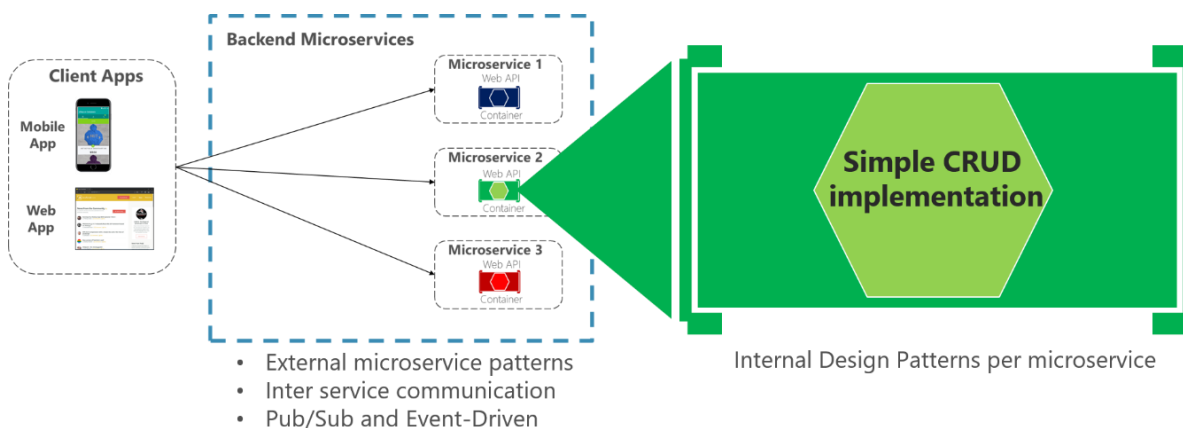 Client Apps
Mobile
App
Web
App
Backend Microservices
Microservice 1
Web API
Container
Microservice 2
Web API
Container
Microservice 3
Web API
Container
• External microservice patterns
• Inter service communication
• Pub/Sub and Event-Driven
Simple CRUD
implementation
Internal Design Patterns per microservice